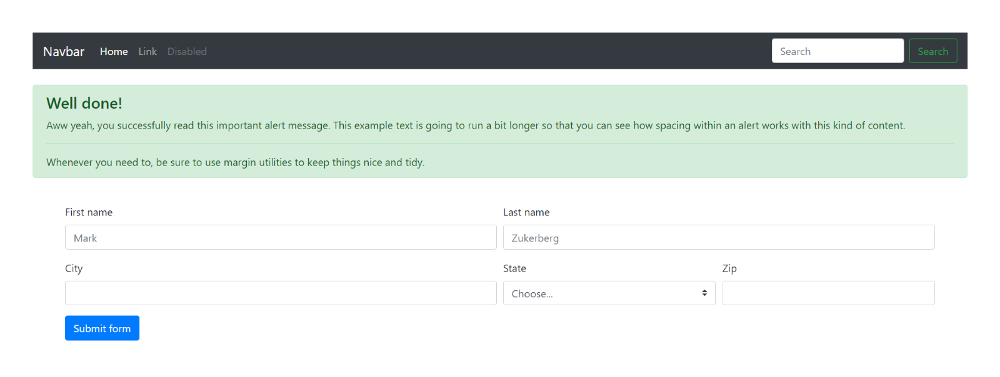 Navbar Home Link Disabled Search Search
Well done!
Aww yeah, you successfully read this important alert message. This example text is going to run a bit longer so that you can see how spacing within an alert works with this kind of content.
Whenever you need to, be sure to use margin utilities to keep things nice and tidy.
First name Last name
Mark Zukerberg
City State Zip
Choose...
Submit form